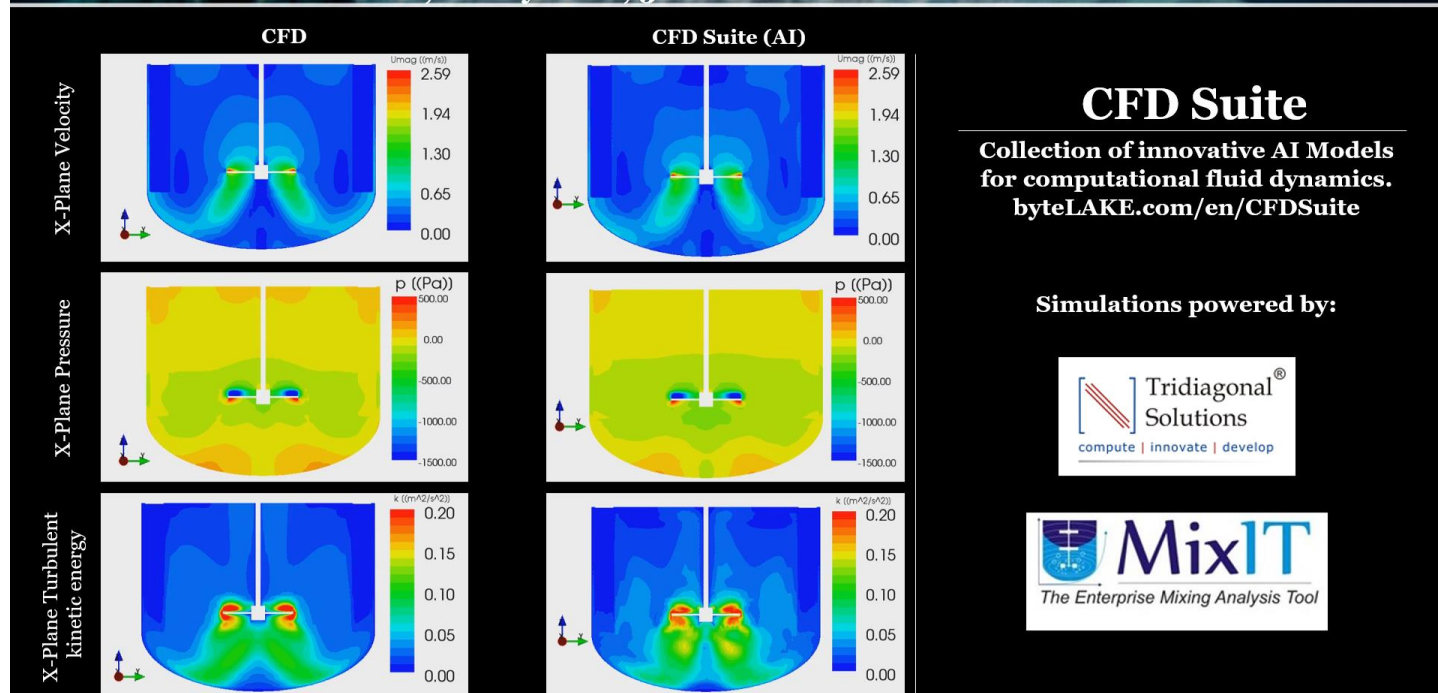 CFD
CFD Suite (AI)
X-Plane Velocity
Umag ((m/s)
2.59
1.94
1.30
0.65
0.00
Umag ((m/s)
2.59
1.94
1.30
0.65
0.00
X-Plane Pressure
p [(Pa)]
500.00
0.00
-500.00
-1000.00
-1500.00
p [(Pa)]
500.00
0.00
-500.00
-1000.00
-1500.00
X-Plane Turbulent
kinetic energy
k ((m^2/s^2))
0.20
0.15
0.10
0.05
0.00
k ((m^2/s^2))
0.20
0.15
0.10
0.05
0.00
CFD Suite
Collection of innovative AI Models
for computational fluid dynamics.
byteLAKE.com/en/CFDSuite
Simulations powered by:
Tridiagonal®
Solutions
compute | innovate | develop
MixIT
The Enterprise Mixing Analysis Tool